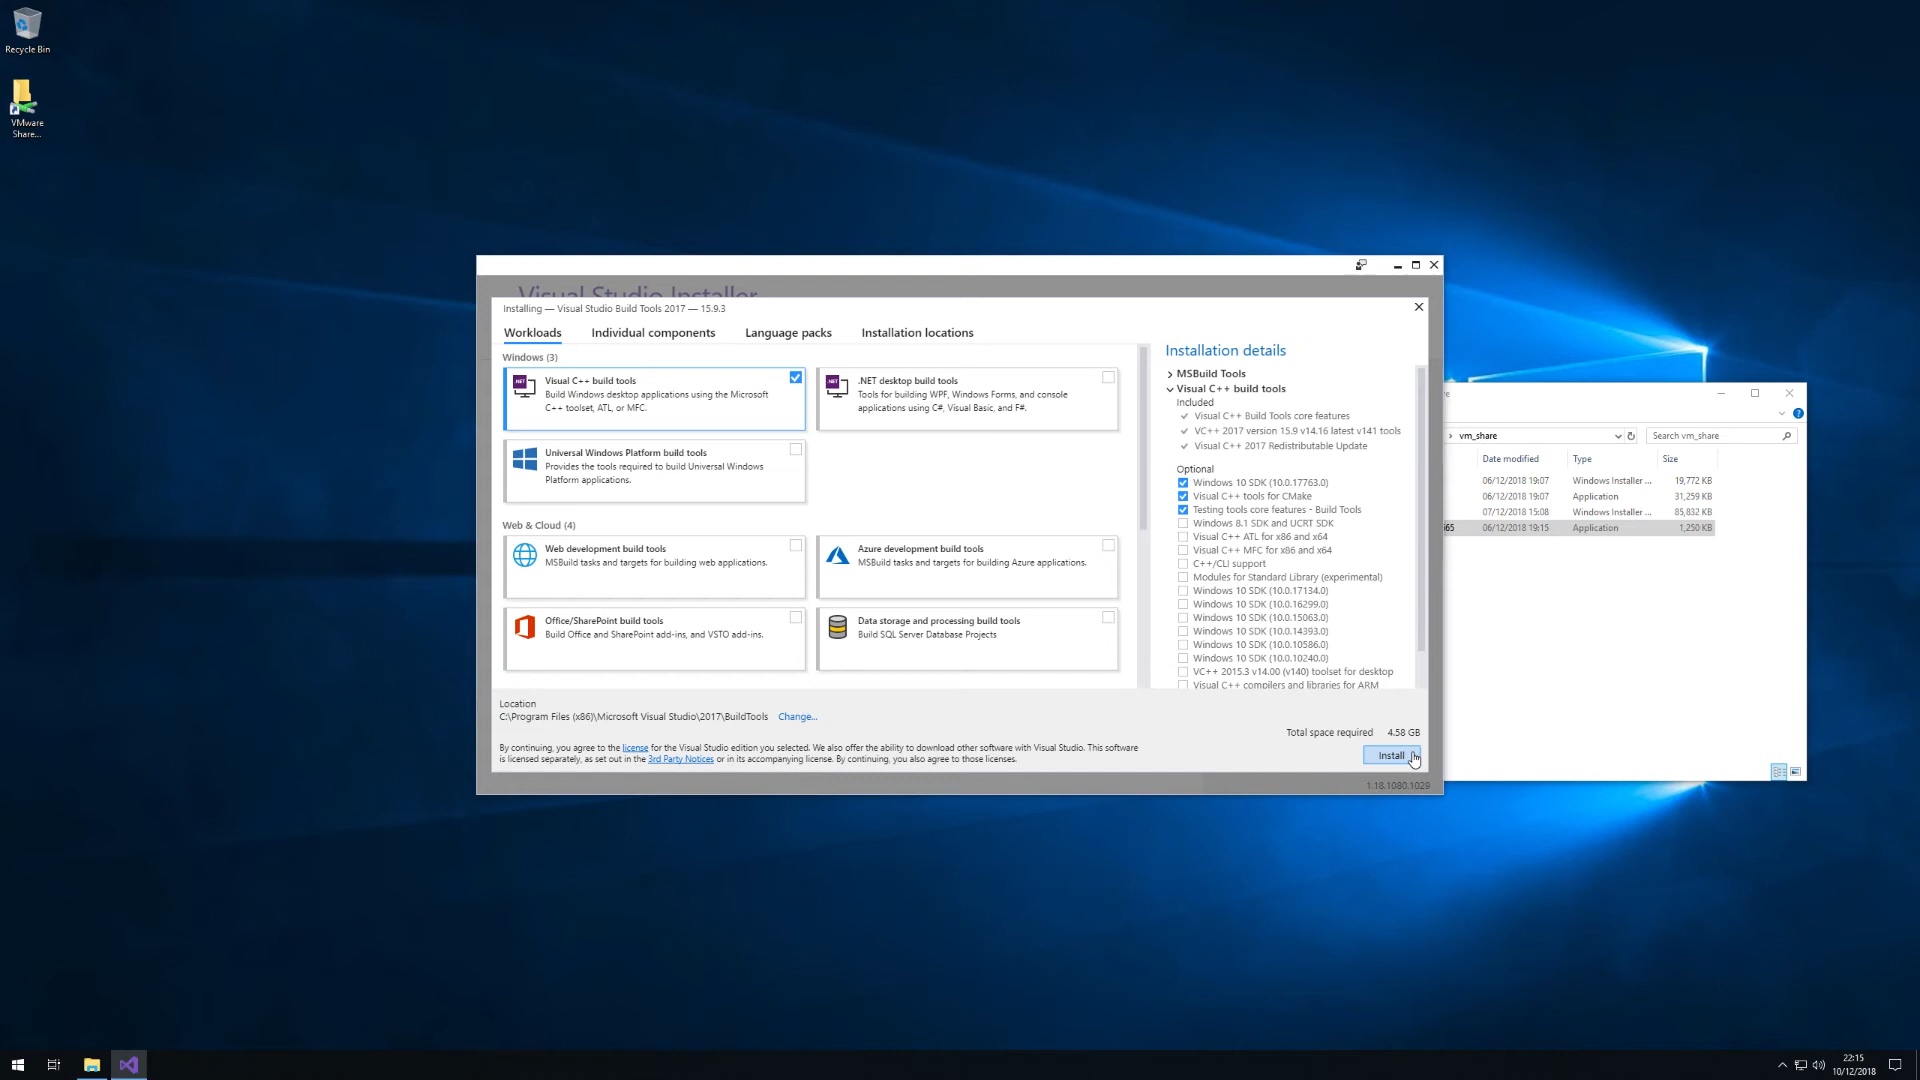 Recycle Bin
VMware
Share...
Visual Studio Installer
Installing — Visual Studio Build Tools 2017 — 15.9.3
Workloads
Individual components
Language packs
Installation locations
Windows (3)
Visual C++ build tools
Build Windows desktop applications using the Microsoft
C++ toolset, ATL, or MFC.
.NET desktop build tools
Tools for building WPF, Windows Forms, and console
applications using C#, Visual Basic, and F#.
Universal Windows Platform build tools
Provides the tools required to build Universal Windows
Platform applications.
Web & Cloud (4)
Web development build tools
MSBuild tasks and targets for building web applications.
Azure development build tools
MSBuild tasks and targets for building Azure applications.
Office/SharePoint build tools
Build Office and SharePoint add-ins, and VSTO add-ins.
Data storage and processing build tools
Build SQL Server Database Projects
Installation details
MSBuild Tools
Visual C++ build tools
Included
Visual C++ Build Tools core features
VC++ 2017 version 15.9 v14.16 latest v141 tools
Visual C++ 2017 Redistributable Update
Optional
Windows 10 SDK (10.0.17763.0)
Visual C++ tools for CMake
Testing tools core features - Build Tools
Windows 8.1 SDK and UCRT SDK
Visual C++ ATL for x86 and x64
Visual C++ MFC for x86 and x64
C++/CLI support
Modules for Standard Library (experimental)
Windows 10 SDK (10.0.17134.0)
Windows 10 SDK (10.0.16299.0)
Windows 10 SDK (10.0.15063.0)
Windows 10 SDK (10.0.14393.0)
Windows 10 SDK (10.0.10586.0)
Windows 10 SDK (10.0.10240.0)
VC++ 2015.3 v14.00 (v140) toolset for desktop
Visual C++ compilers and libraries for ARM
Location
C:\Program Files (x86)\Microsoft Visual Studio\2017\BuildTools Change...
By continuing, you agree to the license for the Visual Studio edition you selected. We also offer the ability to download other software with Visual Studio. This software
is licensed separately, as set out in the 3rd Party Notices or in its accompanying license. By continuing, you also agree to those licenses.
Total space required 4.58 GB
Install
1.18.1080.1029
vm_share
Search vm_share
Date modified Type Size
06/12/2018 19:07 Windows Installer ... 19,772 KB
06/12/2018 19:07 Application 31,259 KB
07/12/2018 15:08 Windows Installer ... 85,832 KB
06/12/2018 19:15 Application 1,250 KB
22:15
10/12/2018